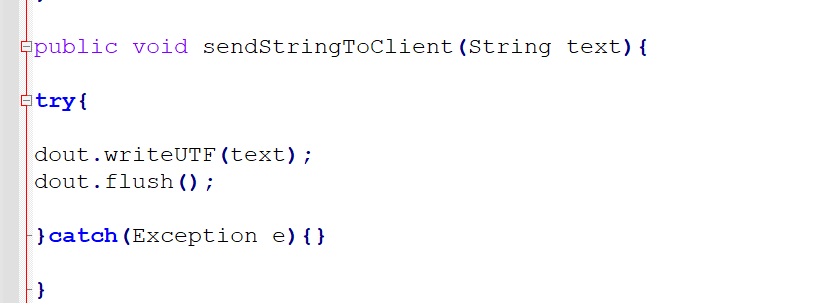 public void sendStringToClient(String text){
try{
dout.writeUTF(text);
dout.flush();
}catch(Exception e){}
}